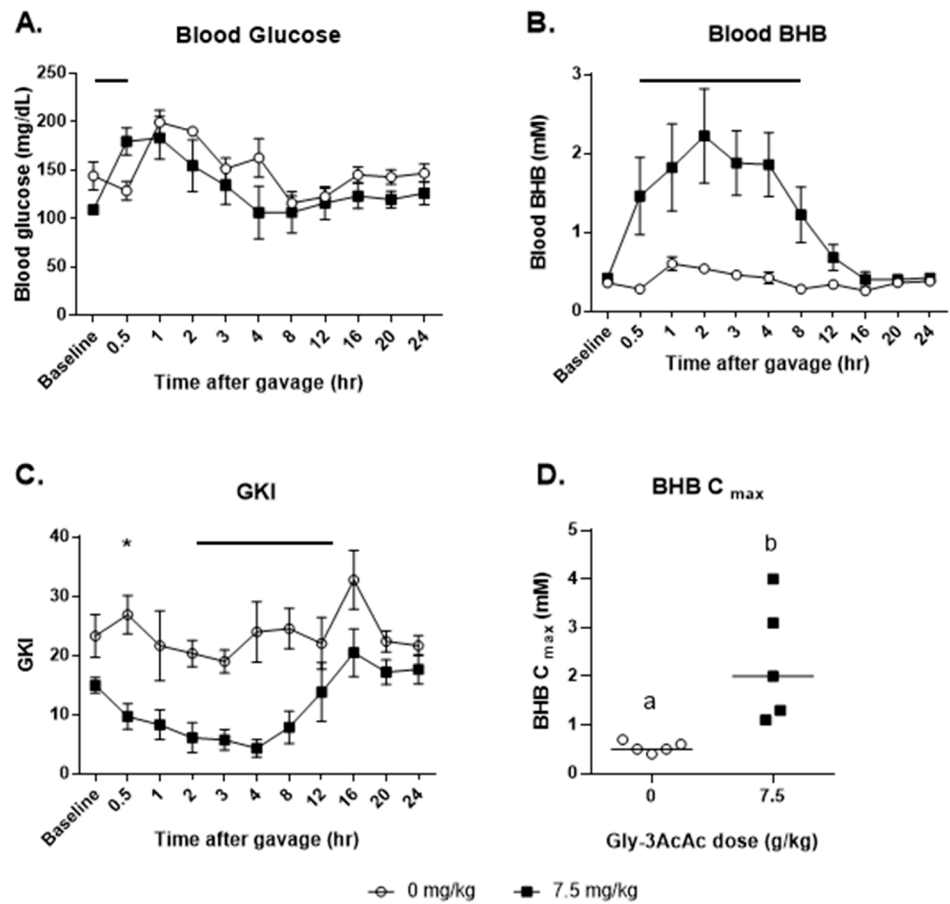 A.
Blood Glucose
Blood glucose (mg/dL)
250
200
150
100
50
0
Baseline 0.5 1 2 3 4 8 12 16 20 24
Time after gavage (hr)
B.
Blood BHB
Blood BHB (mM)
3
2
1
0
Baseline 0.5 1 2 3 4 8 12 16 20 24
Time after gavage (hr)
C.
GKI
GKI
40
30
20
10
0
*
Baseline 0.5 1 2 3 4 8 12 16 20 24
Time after gavage (hr)
D.
BHB C max
BHB C max (mM)
5
4
3
2
1
0
a
b
0 7.5
Gly-3AcAc dose (g/kg)
0 mg/kg 7.5 mg/kg